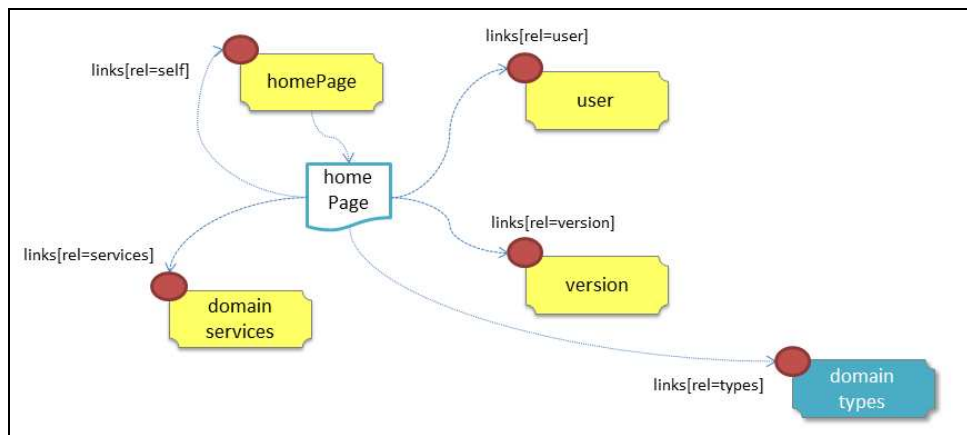 links[rel=user]
links[rel=self]
homePage
user
home
Page
links[rel=version]
links[rel=services]
version
domain
services
links[rel=types]
domain
types